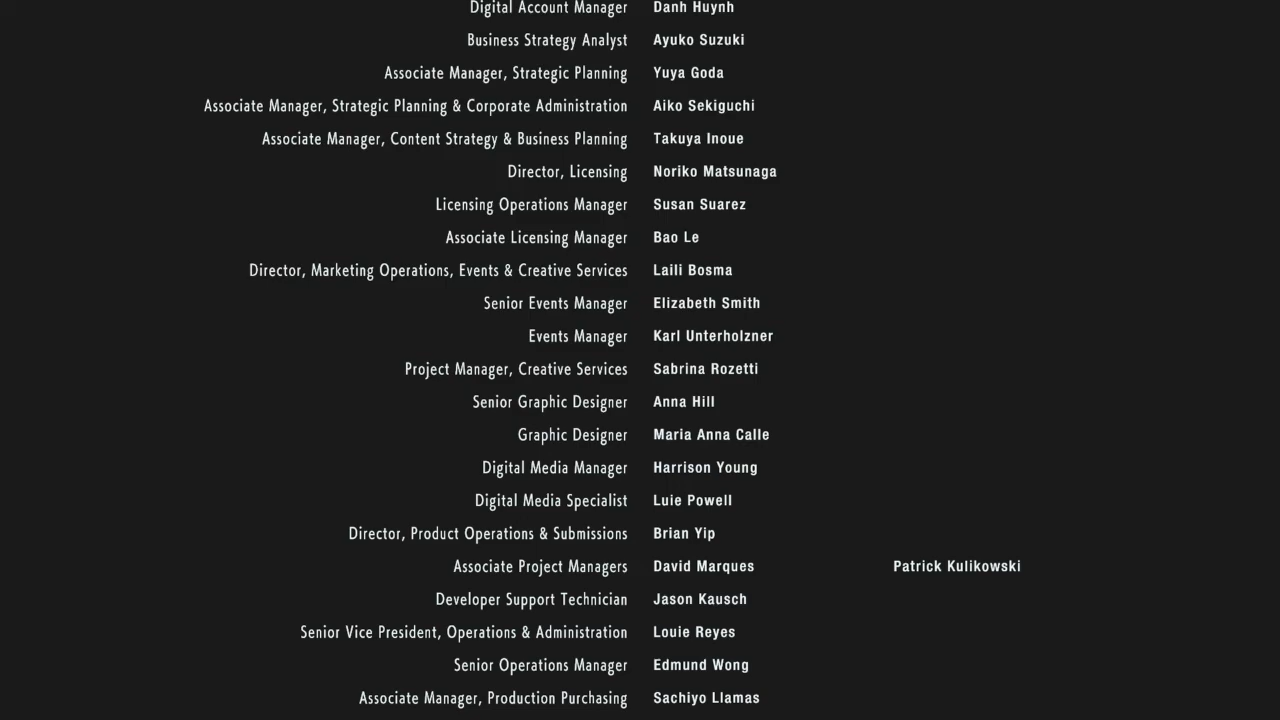 Digital Account Manager Danh Huynh
Business Strategy Analyst Ayuko Suzuki
Associate Manager, Strategic Planning Yuya Goda
Associate Manager, Strategic Planning & Corporate Administration Aiko Sekiguchi
Associate Manager, Content Strategy & Business Planning Takuya Inoue
Director, Licensing Noriko Matsunaga
Licensing Operations Manager Susan Suarez
Associate Licensing Manager Bao Le
Director, Marketing Operations, Events & Creative Services Laili Bosma
Senior Events Manager Elizabeth Smith
Events Manager Karl Unterholzner
Project Manager, Creative Services Sabrina Rozetti
Senior Graphic Designer Anna Hill
Graphic Designer Maria Anna Calle
Digital Media Manager Harrison Young
Digital Media Specialist Luie Powell
Director, Product Operations & Submissions Brian Yip
Associate Project Managers David Marques Patrick Kulikowski
Developer Support Technician Jason Kausch
Senior Vice President, Operations & Administration Louie Reyes
Senior Operations Manager Edmund Wong
Associate Manager, Production Purchasing Sachiyo Llamas